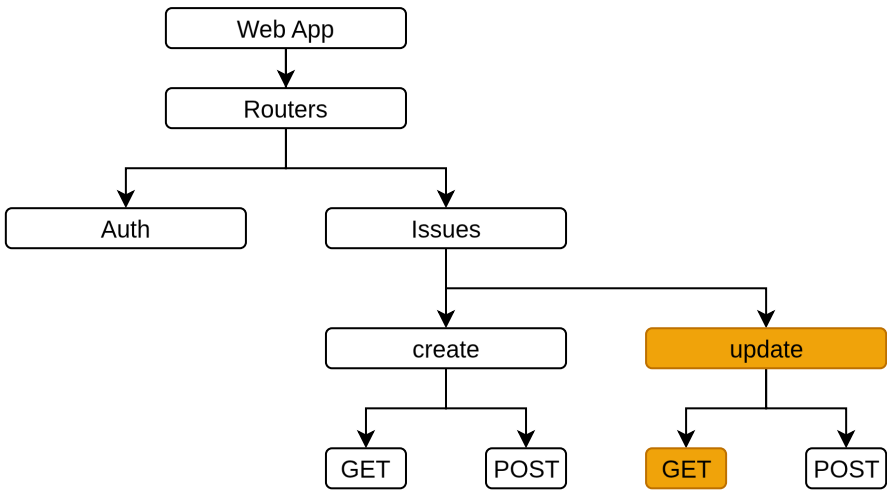 Web App
Routers
Auth
Issues
create
update
GET
POST
GET
POST